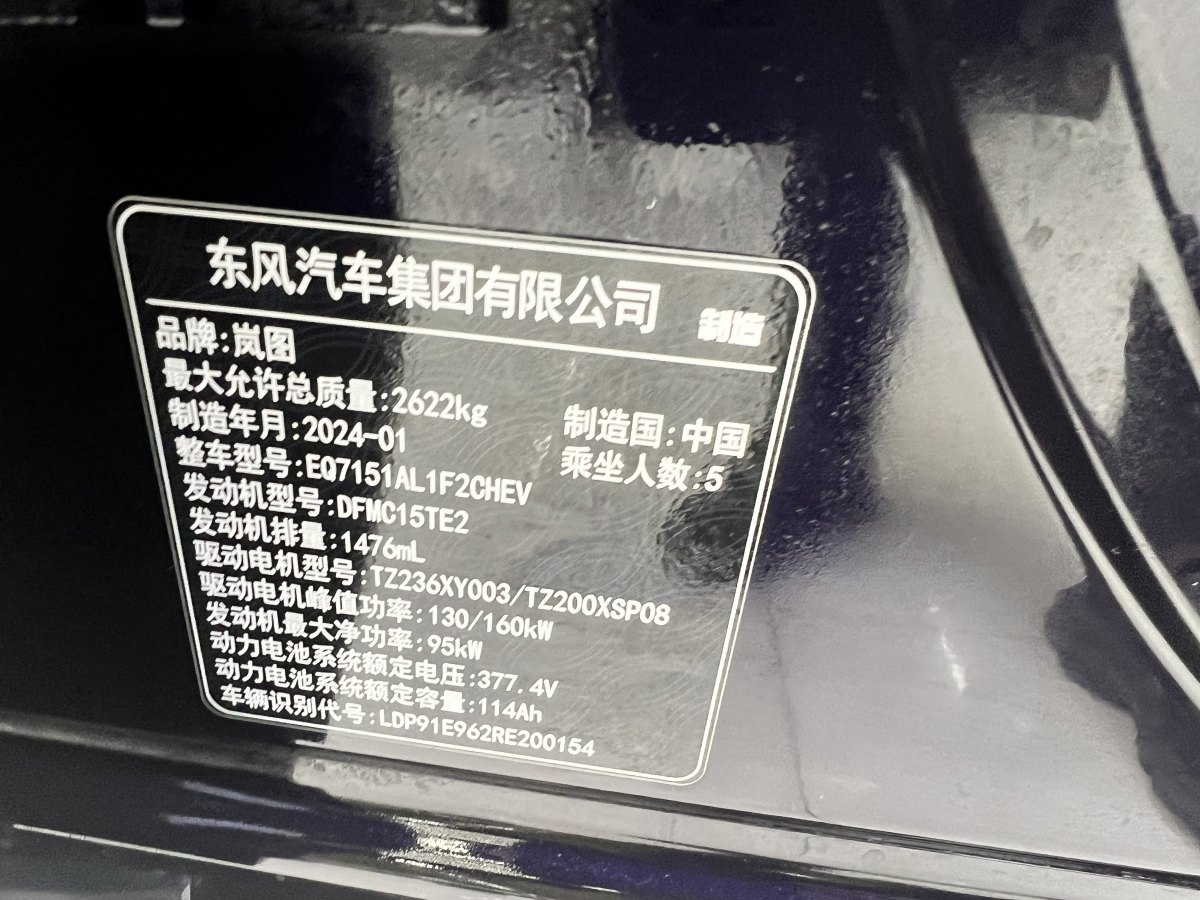 东风汽车集团有限公司 制造
品牌:岚图
最大允许总质量:2622kg 制造国:中国
制造年月:2024-01 乘坐人数:5
整车型号:EQ7151AL1F2CHEV
发动机型号:DFMC15TE2
发动机排量:1476mL
驱动电机型号:TZ236XY003/TZ200XSP08
驱动电机峰值功率:130/160kW
发动机最大净功率:95kW
动力电池系统额定电压:377.4V
动力电池系统额定容量:114Ah
车辆识别代号:LDP91E962RE200154